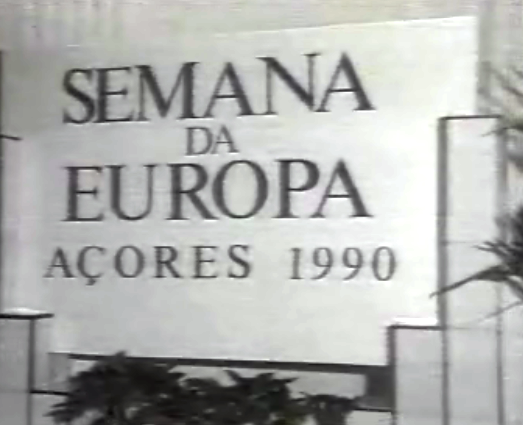 SEMANA
DA
EUROPA
AÇORES 1990